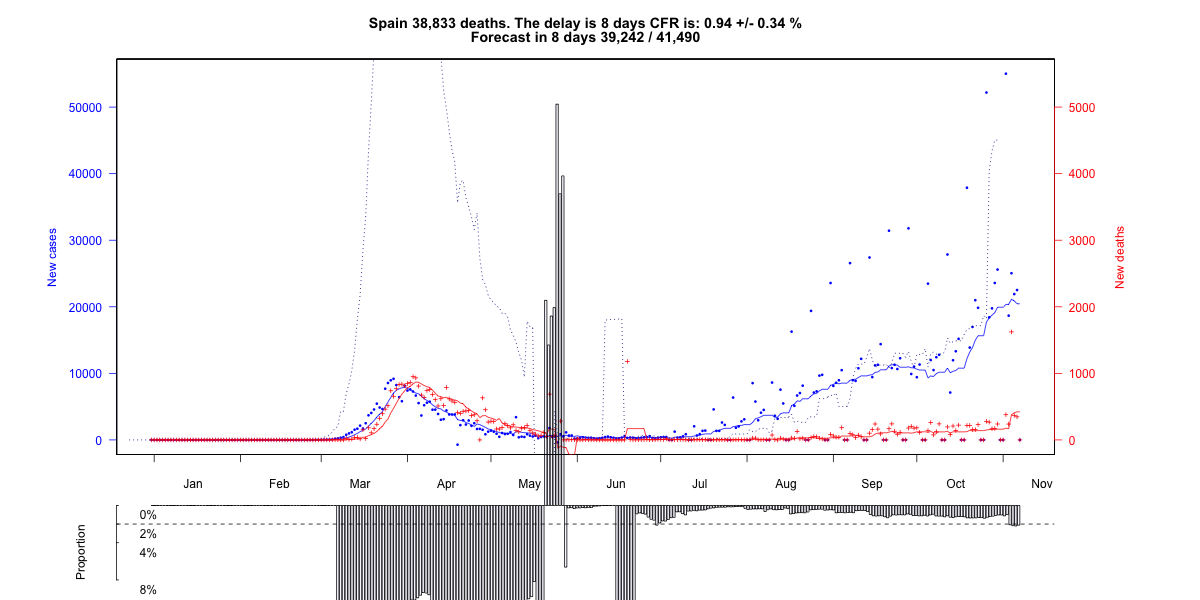 Spain 38,833 deaths. The delay is 8 days CFR is: 0.94 +/- 0.34 %
Forecast in 8 days 39,242 / 41,490
New cases
50000
40000
30000
20000
10000
0
5000
4000
3000
2000
1000
0
New deaths
Jan Feb Mar Apr May Jun Jul Aug Sep Oct Nov
Proportion
0%
2%
4%
8%